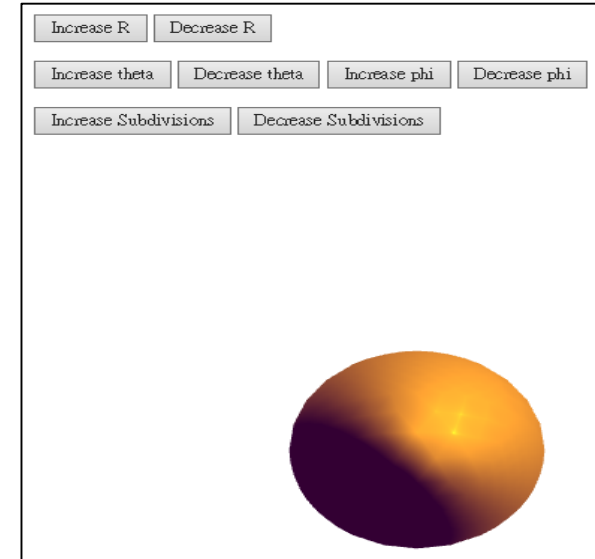 Increase R Decrease R
Increase theta Decrease theta Increase phi Decrease phi
Increase Subdivisions Decrease Subdivisions